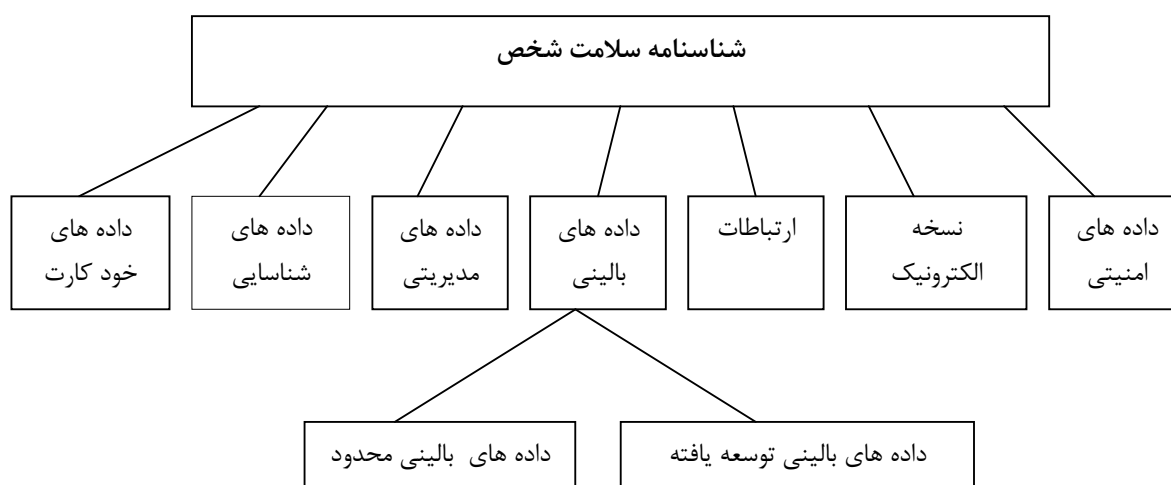 شناسنامه سلامت شخص
داده های
امنیتی
نسخه
الکترونیک
ارتباطات
داده های
بالینی
داده های
مدیریتی
داده های
شناسایی
داده های
خود کارت
داده های بالینی توسعه یافته
داده های بالینی محدود